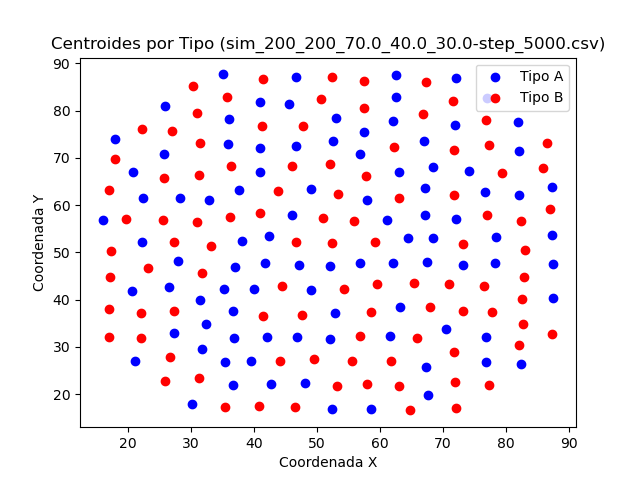 Centroides por Tipo (sim_200_200_70.0_40.0_30.0-step_5000.csv)
90
80
70
60
50
40
30
20
Coordenada Y
Tipo A
Tipo B
20 30 40 50 60 70 80 90
Coordenada X